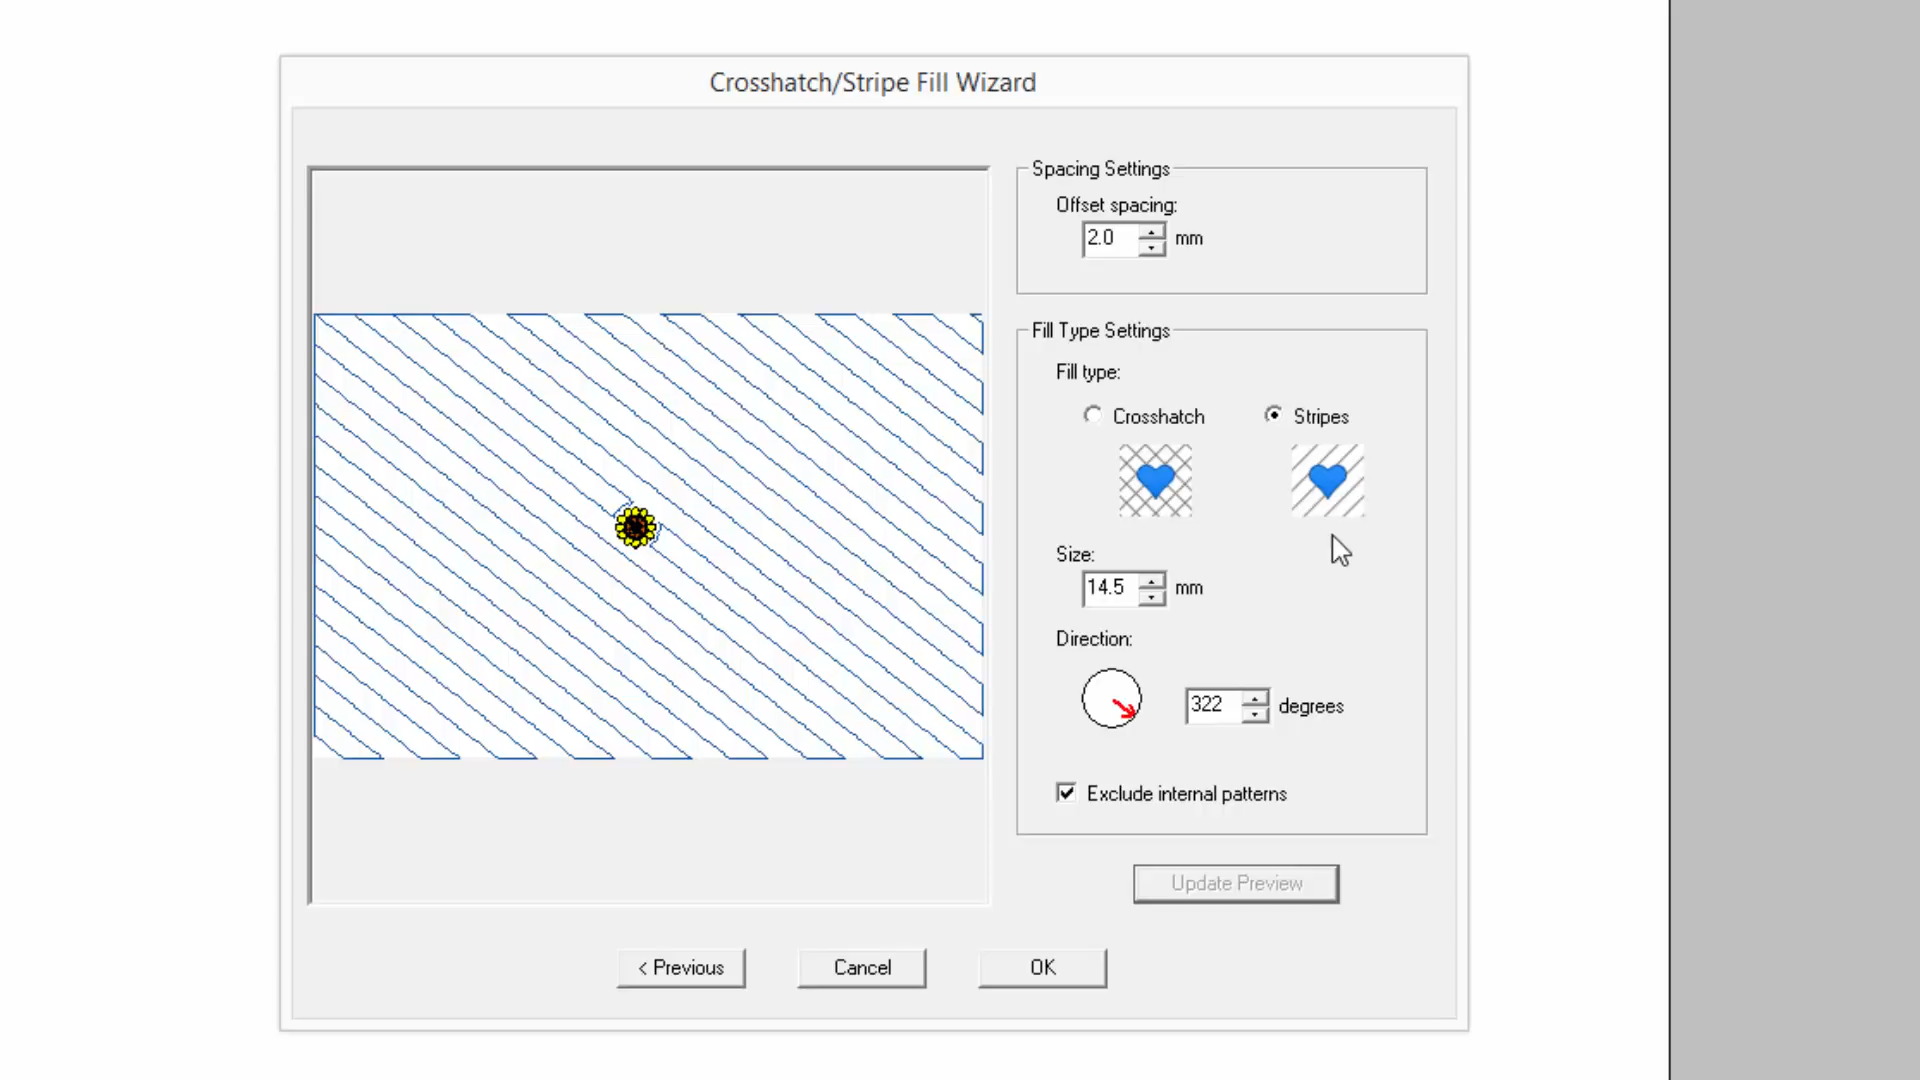 Crosshatch/Stripe Fill Wizard
Spacing Settings
Offset spacing:
2.0 mm
Fill Type Settings
Fill type:
Crosshatch Stripes
Size:
14.5 mm
Direction:
322 degrees
Exclude internal patterns
Update Preview
< Previous Cancel OK